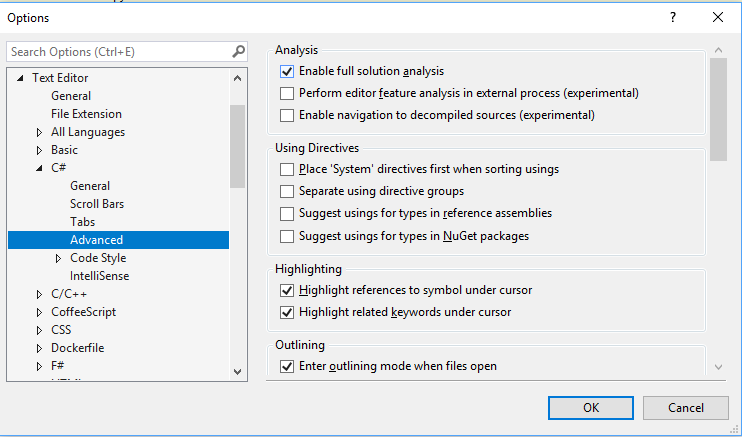 Options
?
Search Options (Ctrl+E)
Text Editor
General
File Extension
All Languages
Basic
C#
General
Scroll Bars
Tabs
Advanced
Code Style
IntelliSense
C/C++
CoffeeScript
CSS
Dockerfile
F#
Analysis
Enable full solution analysis
Perform editor feature analysis in external process (experimental)
Enable navigation to decompiled sources (experimental)
Using Directives
Place 'System' directives first when sorting usings
Separate using directive groups
Suggest usings for types in reference assemblies
Suggest usings for types in NuGet packages
Highlighting
Highlight references to symbol under cursor
Highlight related keywords under cursor
Outlining
Enter outlining mode when files open
OK
Cancel